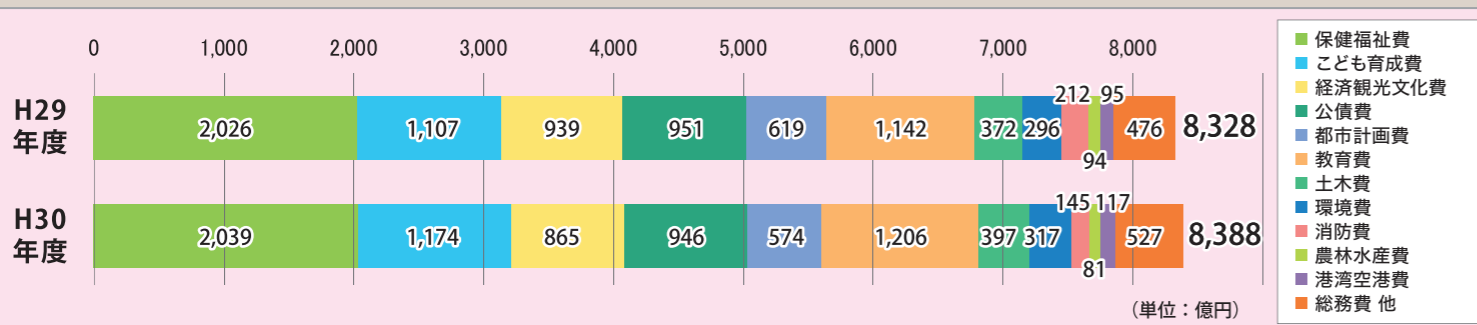 0 1,000 2,000 3,000 4,000 5,000 6,000 7,000 8,000
H29
年度
2,026 1,107 939 951 619 1,142 372 296 212 94 95 476 8,328
H30
年度
2,039 1,174 865 946 574 1,206 397 317 145 81 117 527 8,388
（単位：億円）
保健福祉費
こども育成費
経済観光文化費
公債費
都市計画費
教育費
土木費
環境費
消防費
農林水産費
港湾空港費
総務費 他